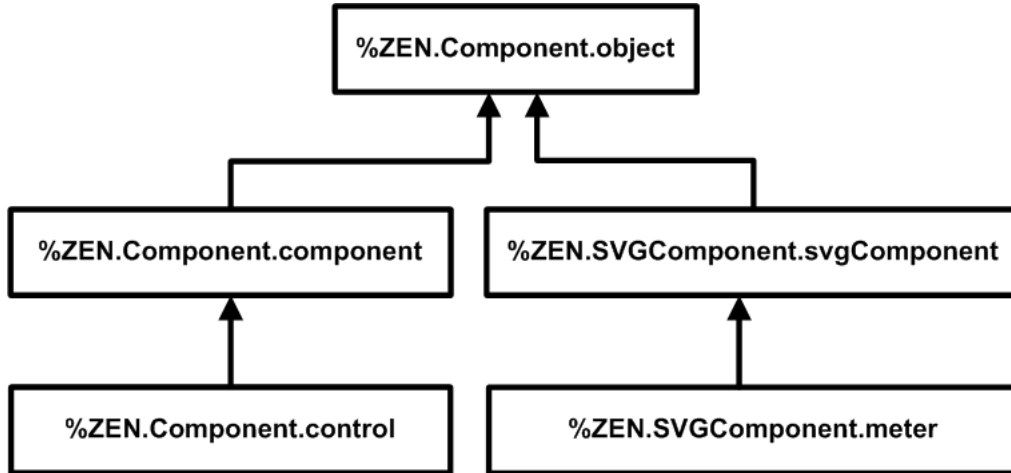 %ZEN.Component.object
%ZEN.Component.component
%ZEN.SVGComponent.svgComponent
%ZEN.Component.control
%ZEN.SVGComponent.meter